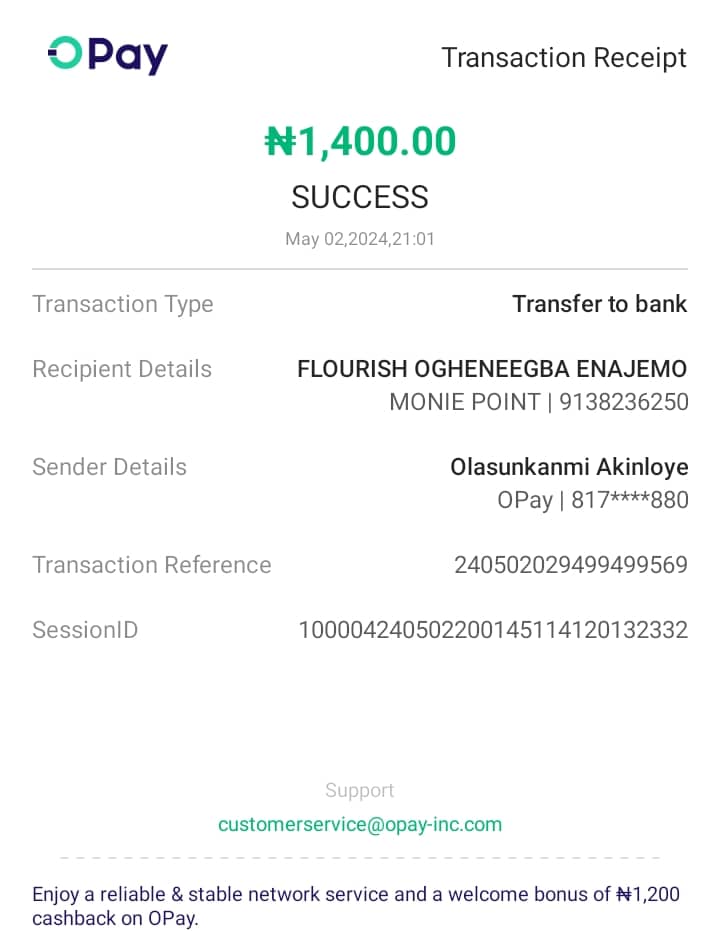 OPay
Transaction Receipt
₦1,400.00
SUCCESS
May 02,2024,21:01
Transaction Type Transfer to bank
Recipient Details FLOURISH OGHENEEGBA ENAJEMO
MONIE POINT | 9138236250
Sender Details Olasunkanmi Akinloye
OPay | 817****880
Transaction Reference 240502029499499569
SessionID 100004240502200145114120132332
Support
customerservice@opay-inc.com
Enjoy a reliable & stable network service and a welcome bonus of ₦1,200
cashback on OPay.